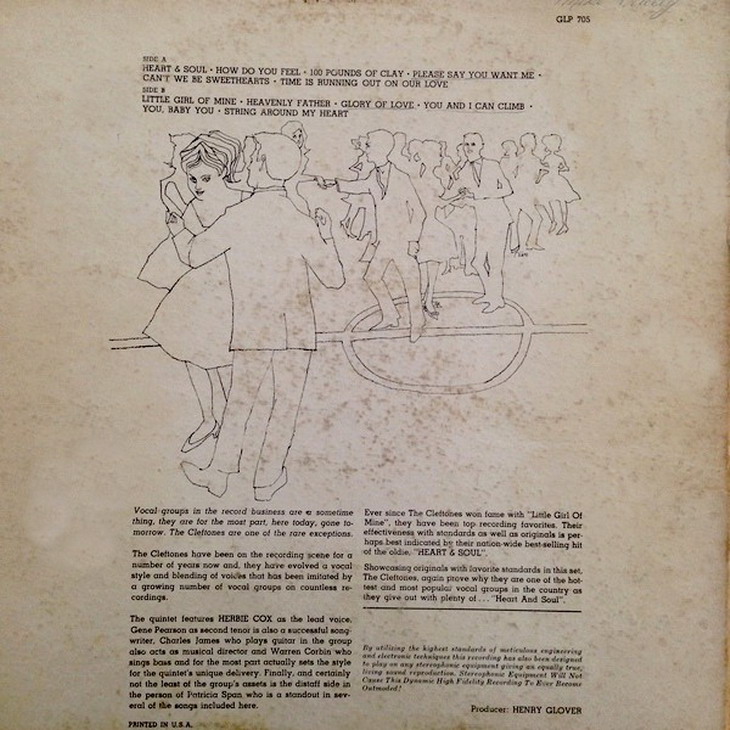 GLP 705
SIDE A
HEART & SOUL • HOW DO YOU FEEL • 100 POUNDS OF CLAY • PLEASE SAY YOU WANT ME •
CAN'T WE BE SWEETHEARTS • TIME IS RUNNING OUT ON OUR LOVE
SIDE B
LITTLE GIRL OF MINE • HEAVENLY FATHER • GLORY OF LOVE • YOU AND I CAN CLIMB •
YOU, BABY YOU • STRING AROUND MY HEART
Vocal groups in the record business are a sometime
thing, they are for the most part, here today, gone to-
morrow. The Cleftones are one of the rare exceptions.
The Cleftones have been on the recording scene for a
number of years now and, they have evolved a vocal
style and blending of voices that has been imitated by
a growing number of vocal groups on countless re-
cordings.
The quintet features HERBIE COX as the lead voice,
Gene Pearson as second tenor is also a successful song-
writer, Charles James who plays guitar in the group
also acts as musical director and Warren Corbin who
sings bass and for the most part actually sets the style
for the quintet's unique delivery. Finally, and certainly
not the least of the group's assets is the distaff side in
the person of Patricia Span who is a standout in sev-
eral of the songs included here.
PRINTED IN U.S.A.
Ever since The Cleftones won fame with "Little Girl Of
Mine", they have been top recording favorites. Their
effectiveness with standards as well as originals is per-
haps best indicated by their nation-wide best-selling hit
of the oldie, "HEART & SOUL".
Showcasing originals with favorite standards in this set,
The Cleftones, again prove why they are one of the hot-
test and most popular vocal groups in the country as
they give out with plenty of ... "Heart And Soul".
By utilizing the highest standards of meticulous engineering
and electronic techniques this recording has also been designed
to play on any stereophonic equipment giving an equally true,
living sound reproduction. Stereophonic Equipment Will Not
Cause This Dynamic High Fidelity Recording To Ever Become
Outmoded!
Producer: HENRY GLOVER